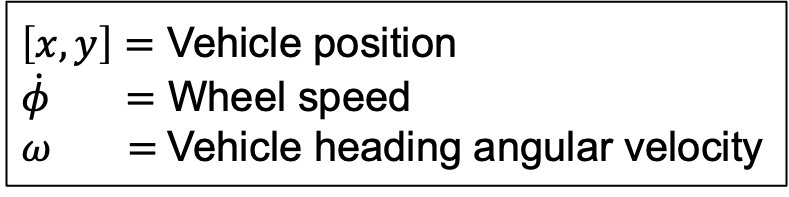 [x, y] = Vehicle position
ϕ̇ = Wheel speed
ω = Vehicle heading angular velocity